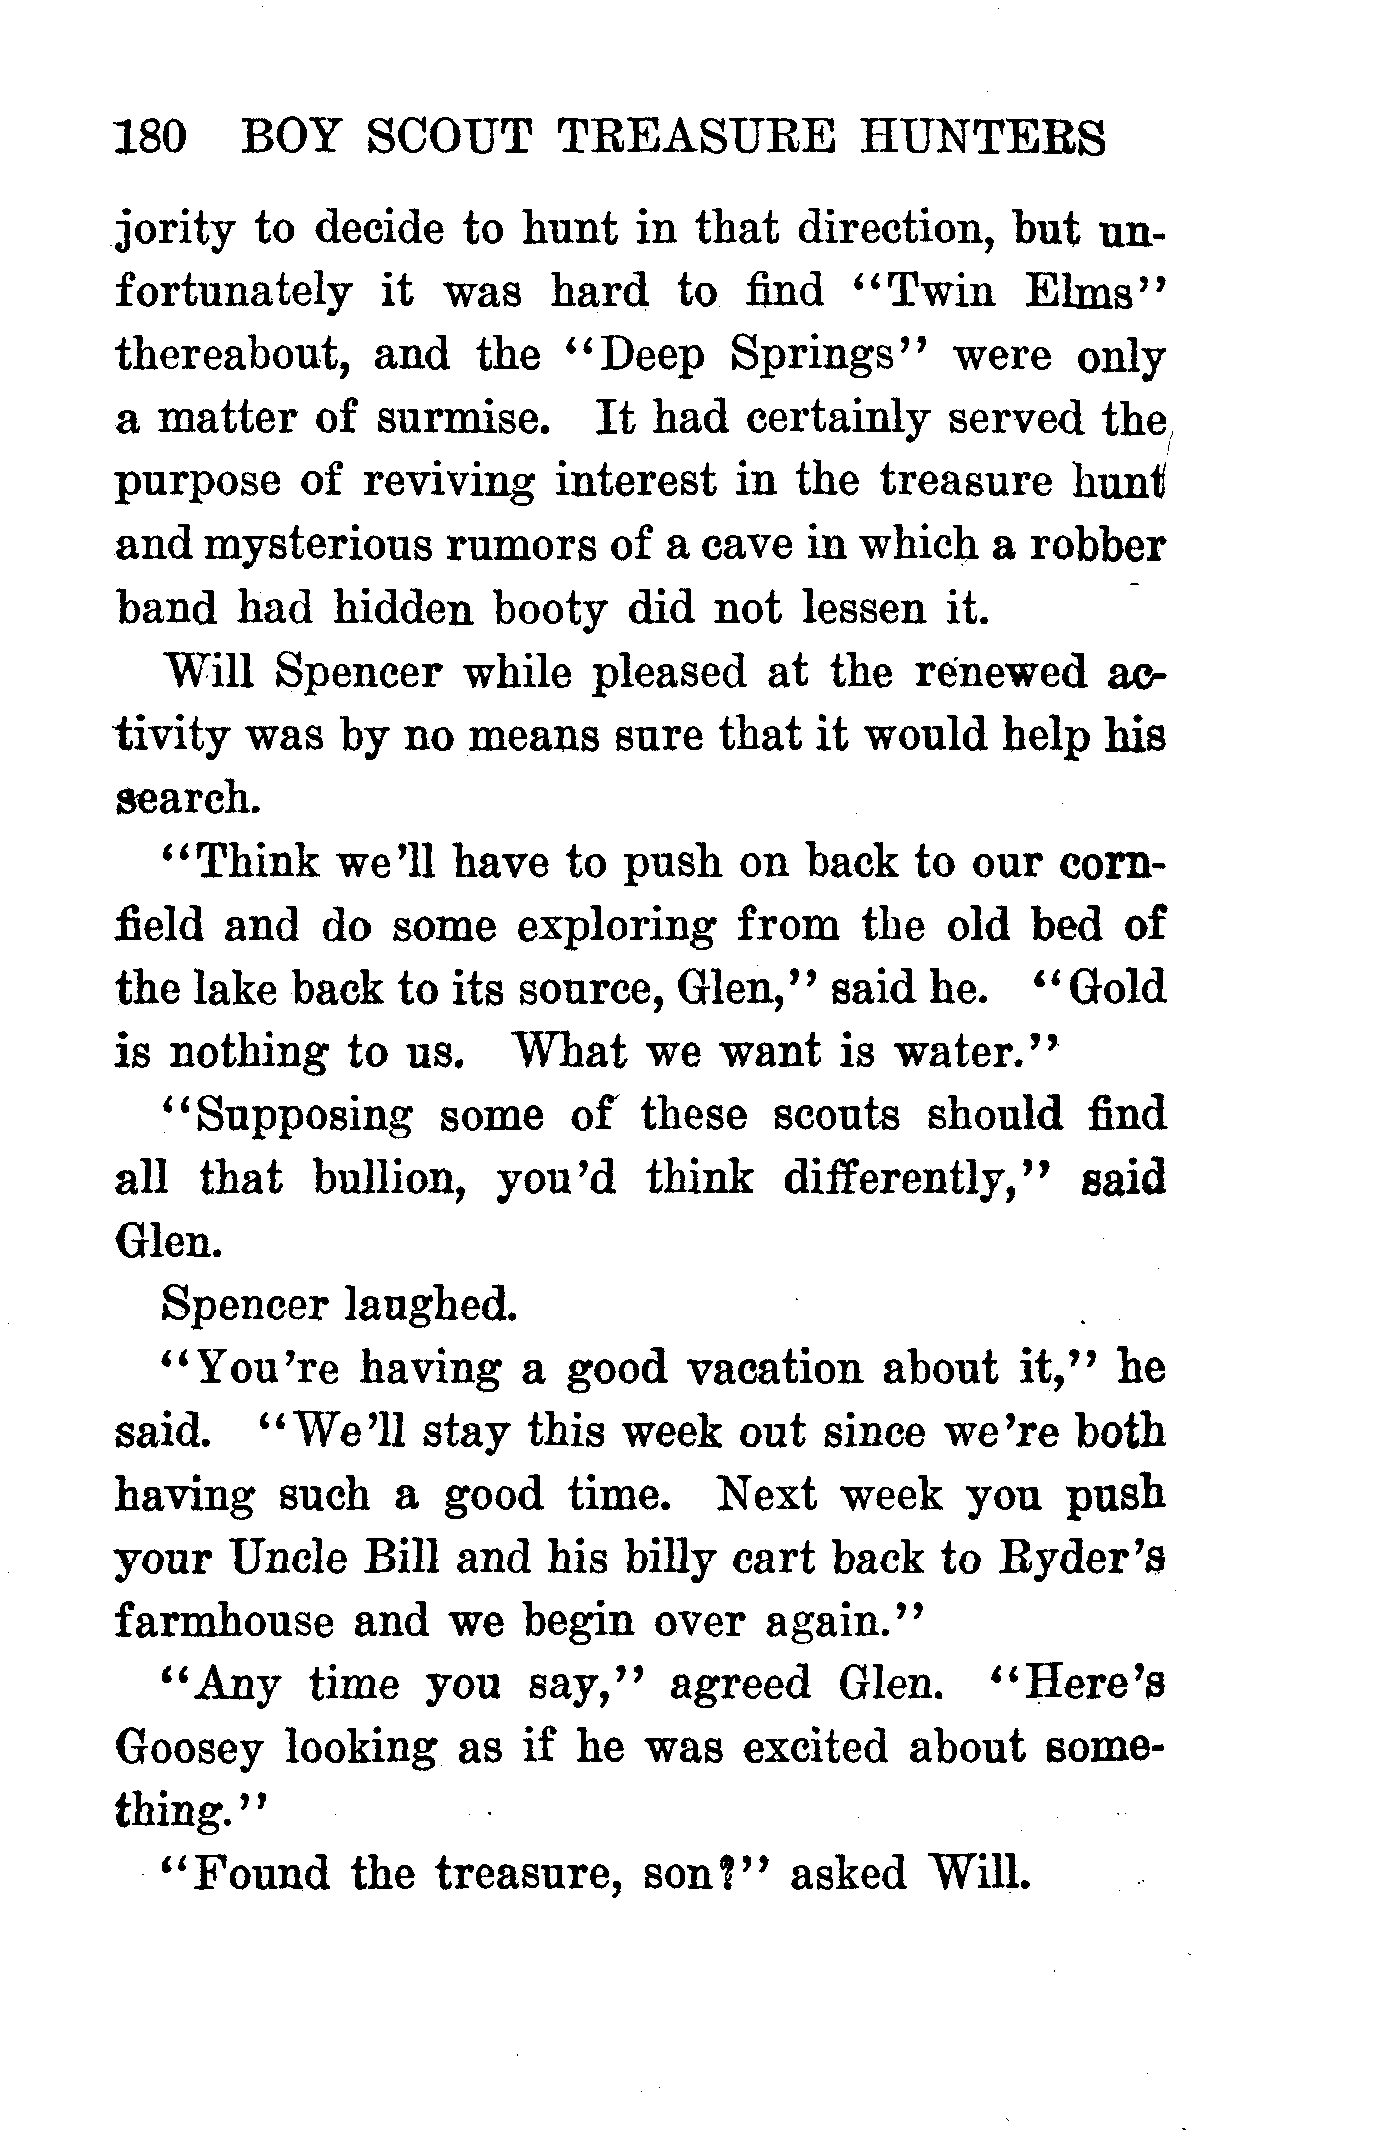 180 BOY SCOUT TREASURE HUNTERS
jority to decide to hunt in that direction, but un-
fortunately it was hard to find "Twin Elms"
thereabout, and the "Deep Springs" were only
a matter of surmise. It had certainly served the
purpose of reviving interest in the treasure hunt
and mysterious rumors of a cave in which a robber
band had hidden booty did not lessen it.
Will Spencer while pleased at the renewed ac-
tivity was by no means sure that it would help his
search.
"Think we'll have to push on back to our corn-
field and do some exploring from the old bed of
the lake back to its source, Glen," said he. "Gold
is nothing to us. What we want is water."
"Supposing some of these scouts should find
all that bullion, you'd think differently," said
Glen.
Spencer laughed.
"You're having a good vacation about it," he
said. "We'll stay this week out since we're both
having such a good time. Next week you push
your Uncle Bill and his billy cart back to Ryder's
farmhouse and we begin over again."
"Any time you say," agreed Glen. "Here's
Goosey looking as if he was excited about some-
thing."
"Found the treasure, son?" asked Will.